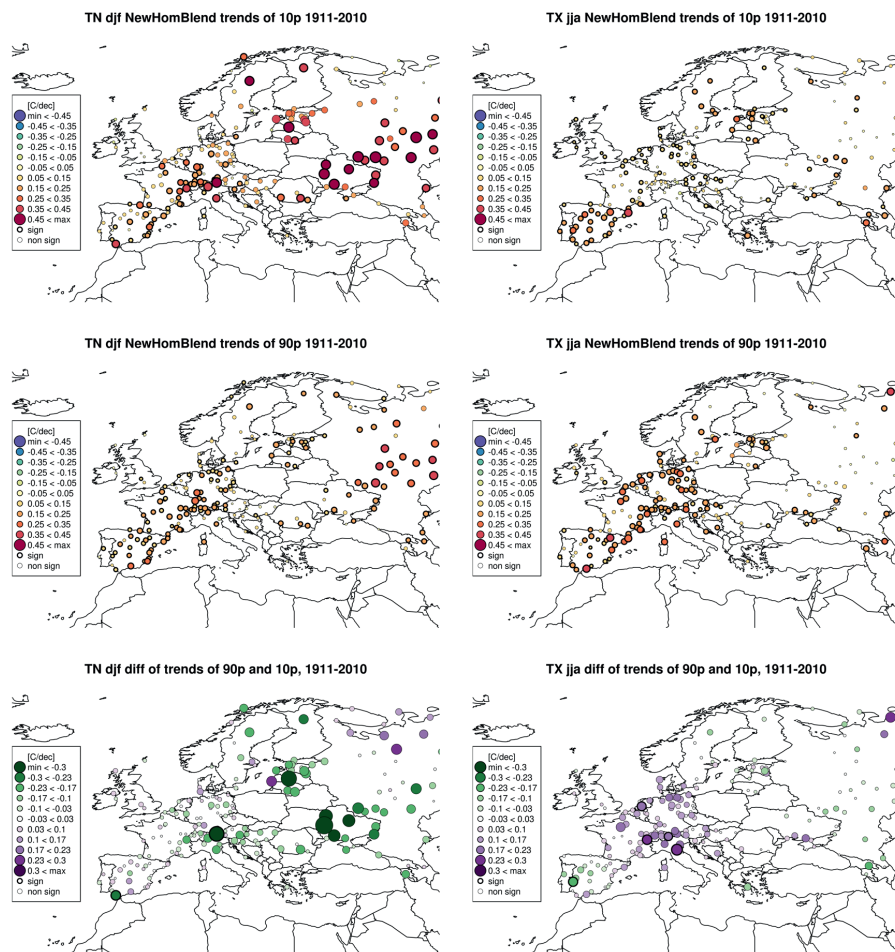 TN djf NewHomBlend trends of 10p 1911-2010
[C/dec]
min < -0.45
-0.45 < -0.35
-0.35 < -0.25
-0.25 < -0.15
-0.15 < -0.05
-0.05 < 0.05
0.05 < 0.15
0.15 < 0.25
0.25 < 0.35
0.35 < 0.45
0.45 < max
sign
non sign
TX jja NewHomBlend trends of 10p 1911-2010
[C/dec]
min < -0.45
-0.45 < -0.35
-0.35 < -0.25
-0.25 < -0.15
-0.15 < -0.05
-0.05 < 0.05
0.05 < 0.15
0.15 < 0.25
0.25 < 0.35
0.35 < 0.45
0.45 < max
sign
non sign
TN djf NewHomBlend trends of 90p 1911-2010
[C/dec]
min < -0.45
-0.45 < -0.35
-0.35 < -0.25
-0.25 < -0.15
-0.15 < -0.05
-0.05 < 0.05
0.05 < 0.15
0.15 < 0.25
0.25 < 0.35
0.35 < 0.45
0.45 < max
sign
non sign
TX jja NewHomBlend trends of 90p 1911-2010
[C/dec]
min < -0.45
-0.45 < -0.35
-0.35 < -0.25
-0.25 < -0.15
-0.15 < -0.05
-0.05 < 0.05
0.05 < 0.15
0.15 < 0.25
0.25 < 0.35
0.35 < 0.45
0.45 < max
sign
non sign
TN djf diff of trends of 90p and 10p, 1911-2010
[C/dec]
min < -0.3
-0.3 < -0.23
-0.23 < -0.17
-0.17 < -0.1
-0.1 < -0.03
-0.03 < 0.03
0.03 < 0.1
0.1 < 0.17
0.17 < 0.23
0.23 < 0.3
0.3 < max
sign
non sign
TX jja diff of trends of 90p and 10p, 1911-2010
[C/dec]
min < -0.3
-0.3 < -0.23
-0.23 < -0.17
-0.17 < -0.1
-0.1 < -0.03
-0.03 < 0.03
0.03 < 0.1
0.1 < 0.17
0.17 < 0.23
0.23 < 0.3
0.3 < max
sign
non sign